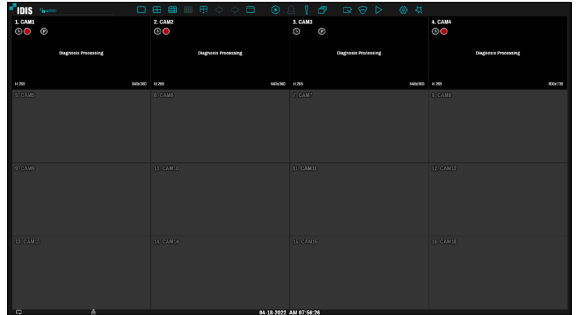 IDIS
1. CAM1
2. CAM2
3. CAM3
4. CAM4
Diagnosis Processing
Diagnosis Processing
Diagnosis Processing
Diagnosis Processing
H.265
640x360
H.265
640x360
H.265
640x360
H.265
5. CAM5
6. CAM6
7. CAM7
8. CAM8
9. CAM9
10. CAM10
11. CAM11
12. CAM12
13. CAM13
14. CAM14
15. CAM15
16. CAM16
04-18-2022 AM 07:56:26